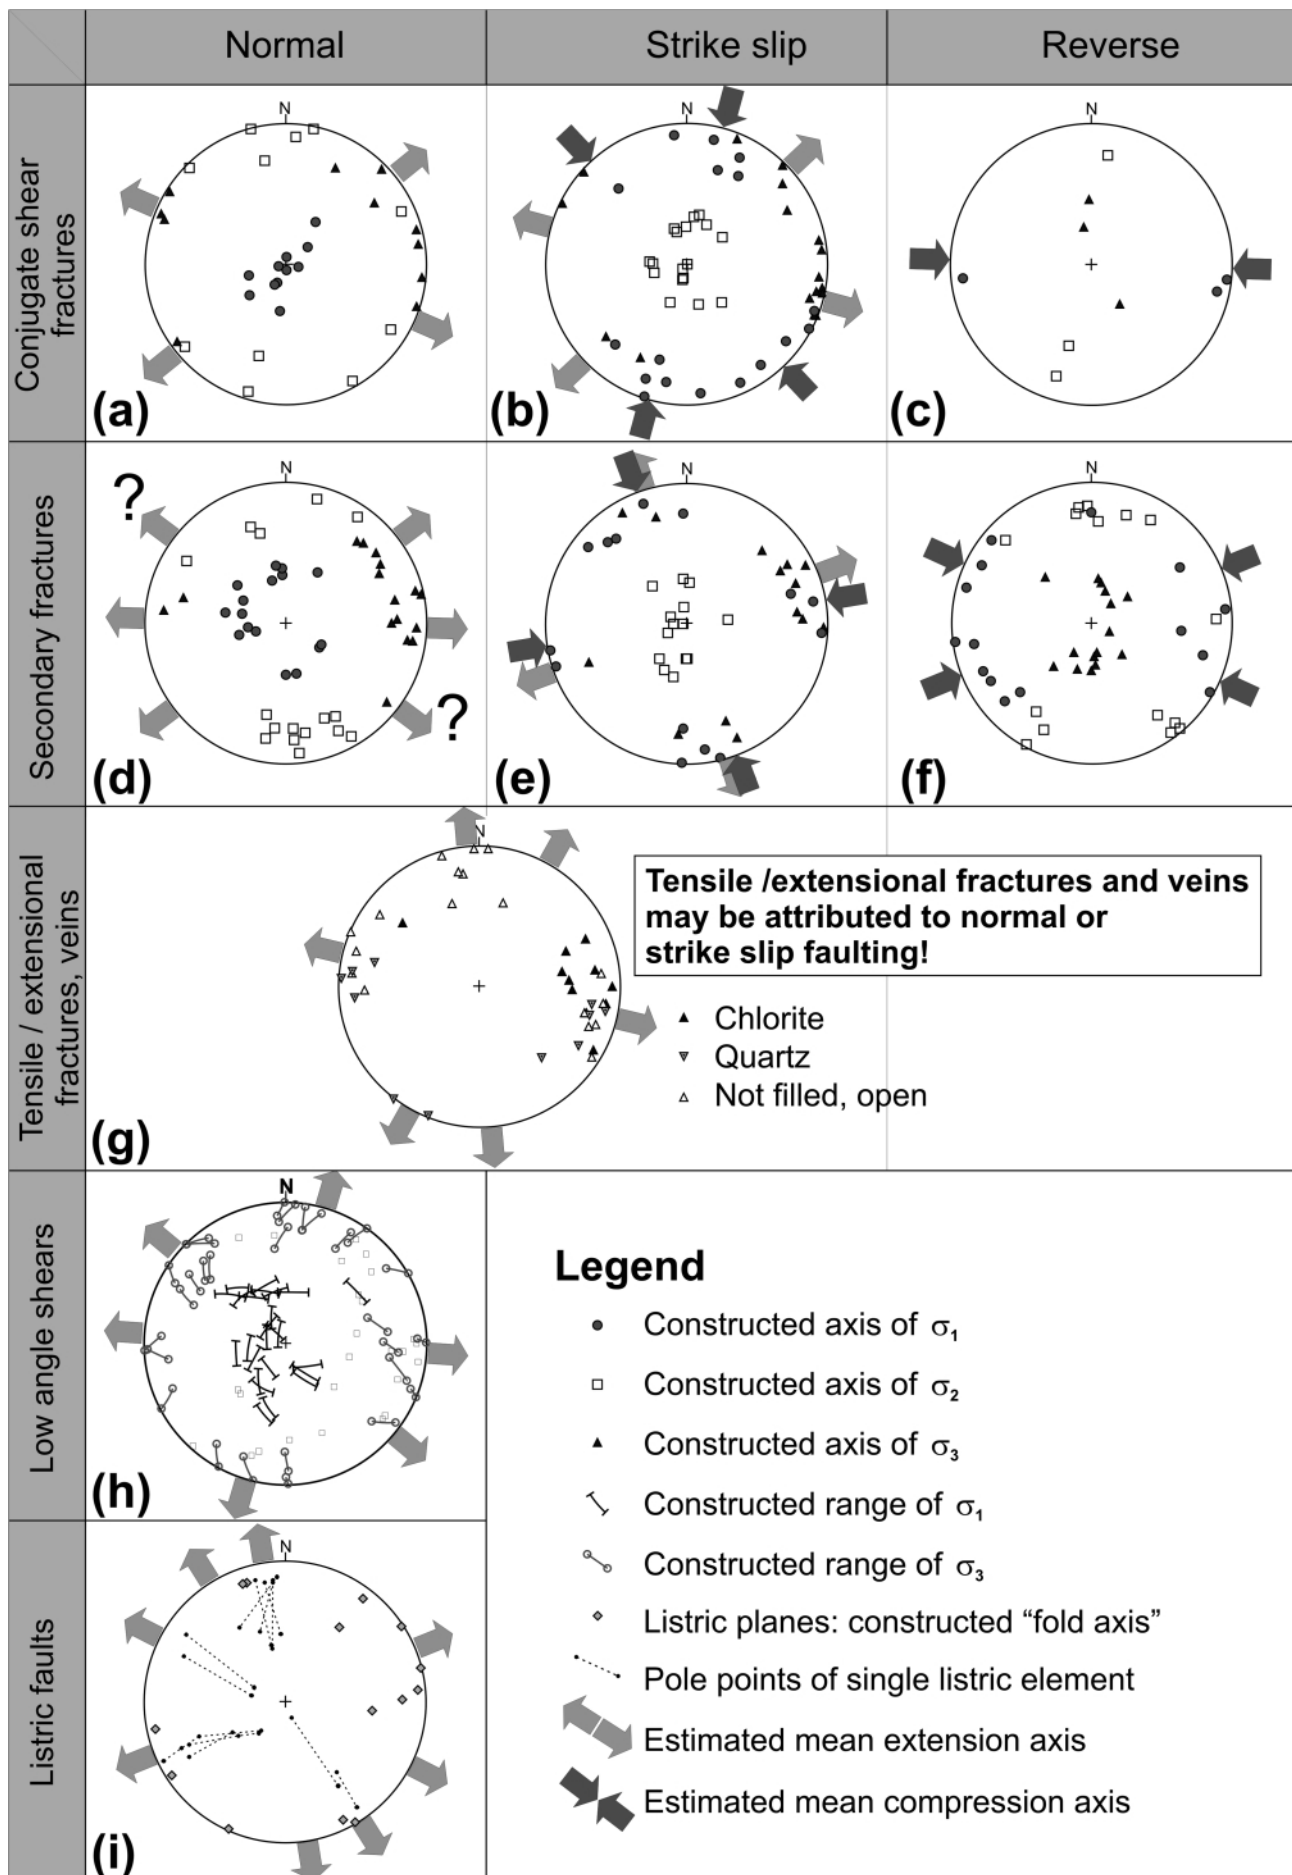 Normal
Strike slip
Reverse
Conjugate shear
fractures
N
(a)
N
(b)
(c)
Secondary fractures
N
?
?
(d)
N
(e)
N
(f)
Tensile / extensional
fractures, veins
N
(g)
Tensile /extensional fractures and veins
may be attributed to normal or
strike slip faulting!
Chlorite
Quartz
Not filled, open
Low angle shears
N
(h)
Listric faults
N
(i)
Legend
Constructed axis of σ1
Constructed axis of σ2
Constructed axis of σ3
Constructed range of σ1
Constructed range of σ3
Listric planes: constructed “fold axis”
Pole points of single listric element
Estimated mean extension axis
Estimated mean compression axis